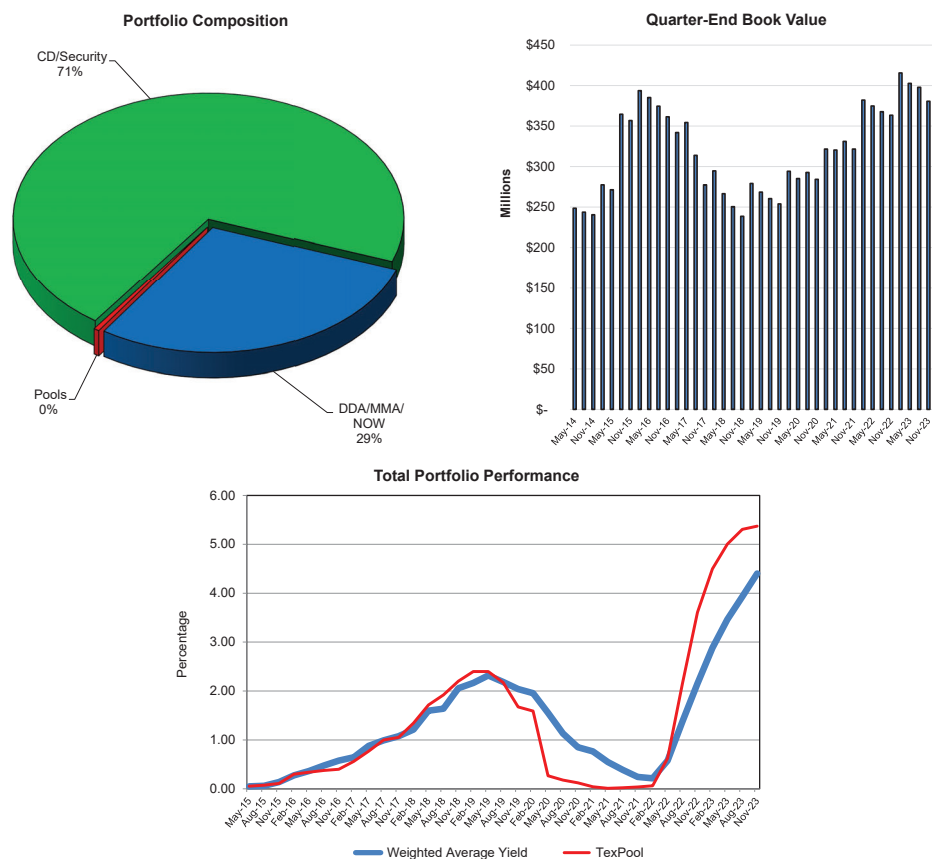 Portfolio Composition
CD/Security
71%
Pools
0%
DDA/MMA/
NOW
29%
Quarter-End Book Value
Millions
$450
$400
$350
$300
$250
$200
$150
$100
$50
$-
May-14
Nov-14
May-15
Nov-15
May-16
Nov-16
May-17
Nov-17
May-18
Nov-18
May-19
Nov-19
May-20
Nov-20
May-21
Nov-21
May-22
Nov-22
May-23
Nov-23
Total Portfolio Performance
Percentage
6.00
5.00
4.00
3.00
2.00
1.00
0.00
May-15
Aug-15
Nov-15
Feb-16
May-16
Aug-16
Nov-16
Feb-17
May-17
Aug-17
Nov-17
Feb-18
May-18
Aug-18
Nov-18
Feb-19
May-19
Aug-19
Nov-19
Feb-20
May-20
Aug-20
Nov-20
Feb-21
May-21
Aug-21
Nov-21
Feb-22
May-22
Aug-22
Nov-22
Feb-23
May-23
Aug-23
Nov-23
Weighted Average Yield
TexPool